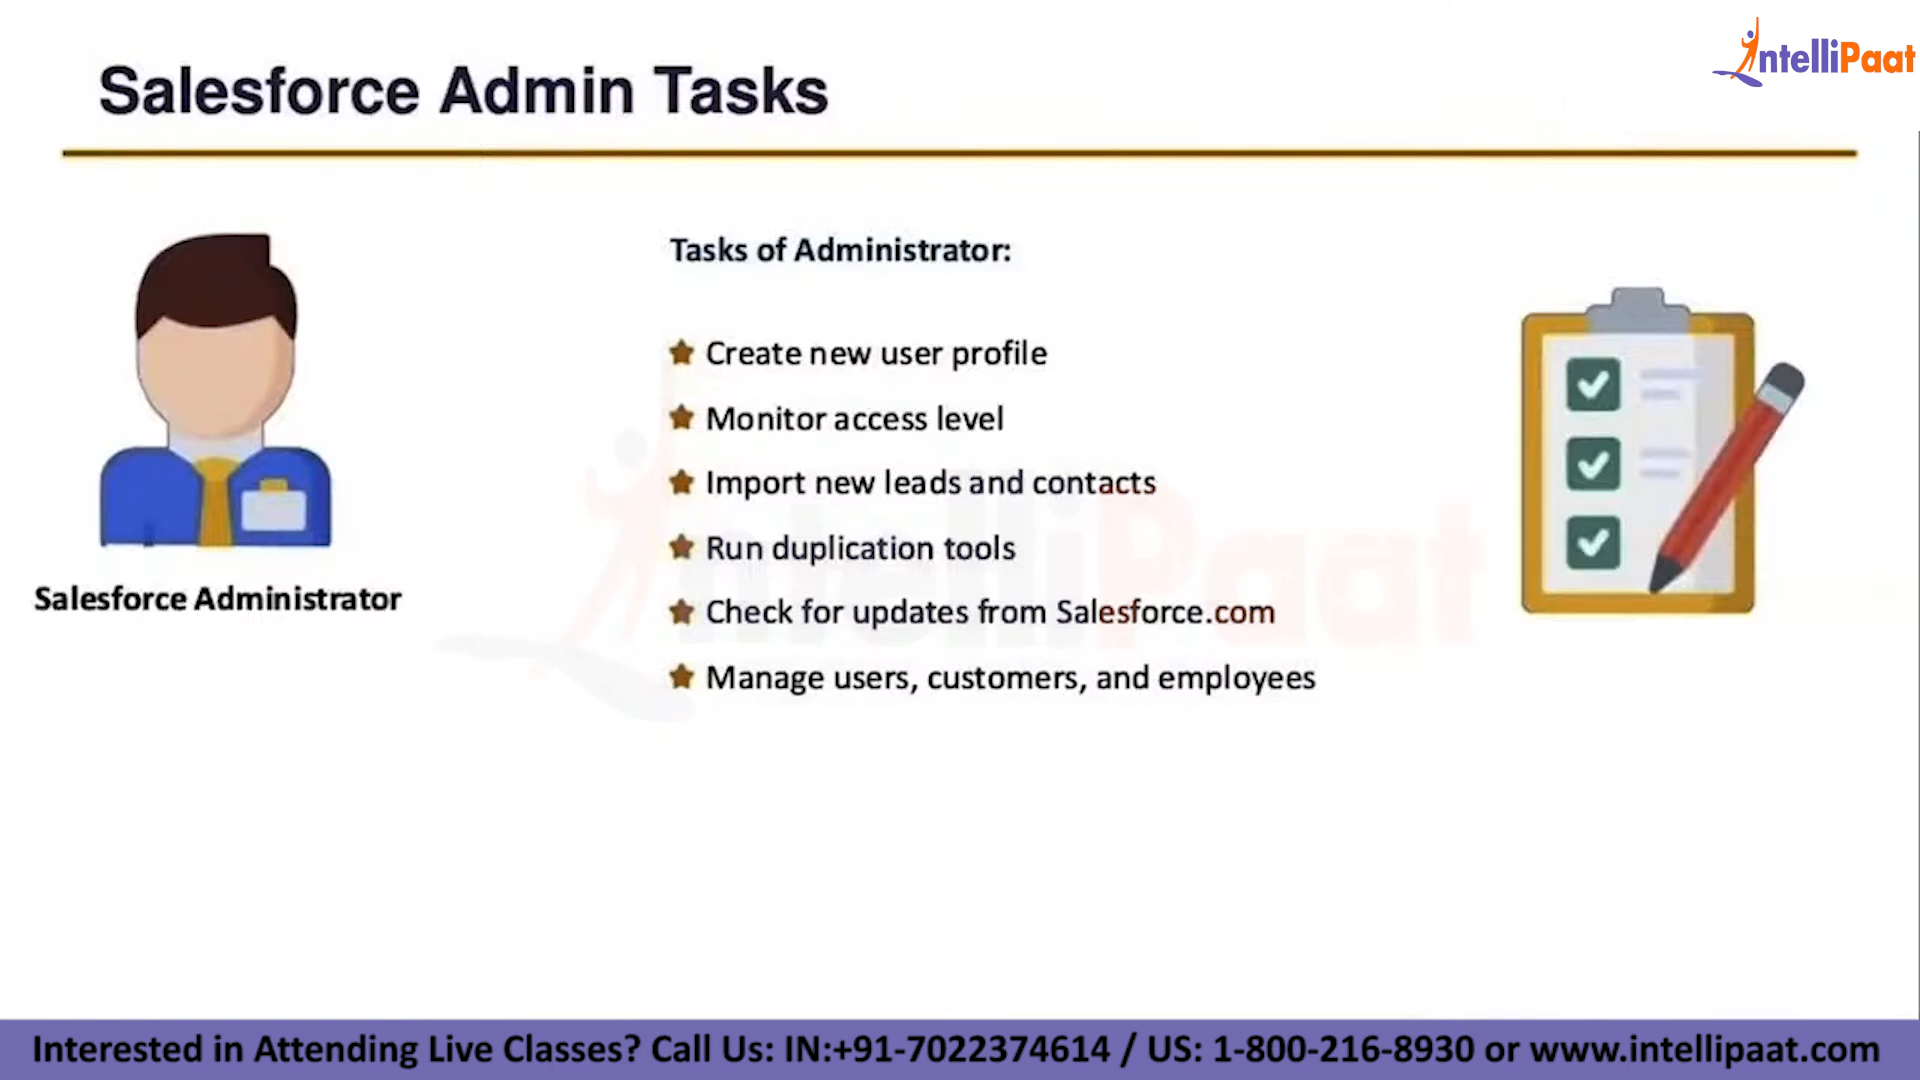 IntelliPaat
Salesforce Admin Tasks
Tasks of Administrator:
Create new user profile
Monitor access level
Import new leads and contacts
Run duplication tools
Check for updates from Salesforce.com
Manage users, customers, and employees
Salesforce Administrator
IntelliPaat
Interested in Attending Live Classes? Call Us: IN:+91-7022374614 / US: 1-800-216-8930 or www.intellipaat.com